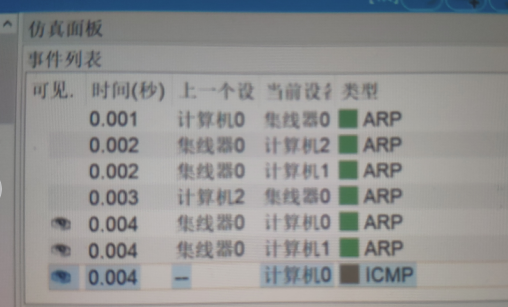 仿真面板
事件列表
可见. 时间(秒) 上一个设 当前设备 类型
0.001 计算机0 集线器0 ARP
0.002 集线器0 计算机2 ARP
0.002 集线器0 计算机1 ARP
0.003 计算机2 集线器0 ARP
0.004 集线器0 计算机0 ARP
0.004 集线器0 计算机1 ARP
0.004 -- 计算机0 ICMP